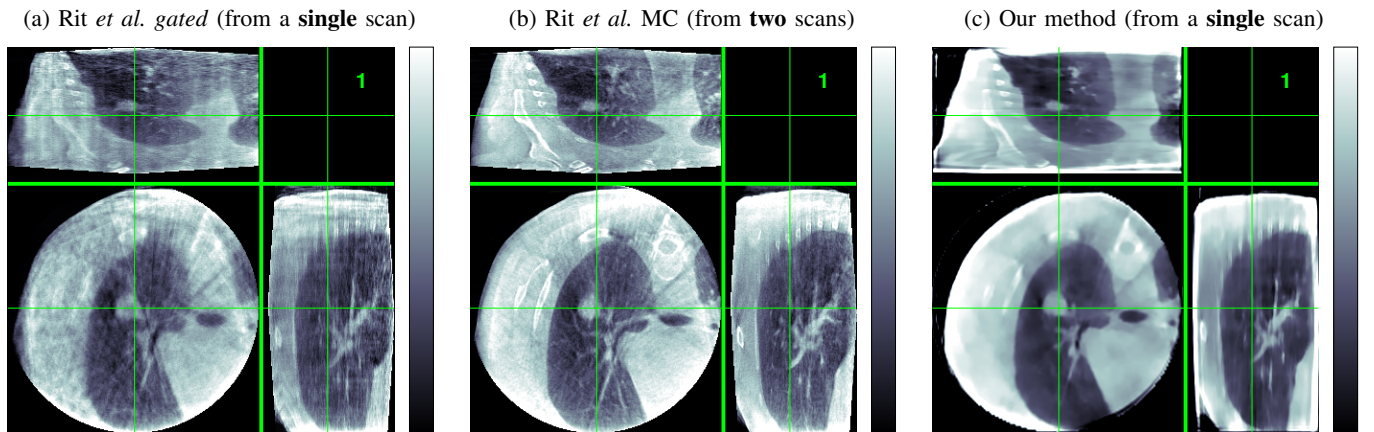 (a) Rit et al. gated (from a single scan)
(b) Rit et al. MC (from two scans)
(c) Our method (from a single scan)
1
1
1